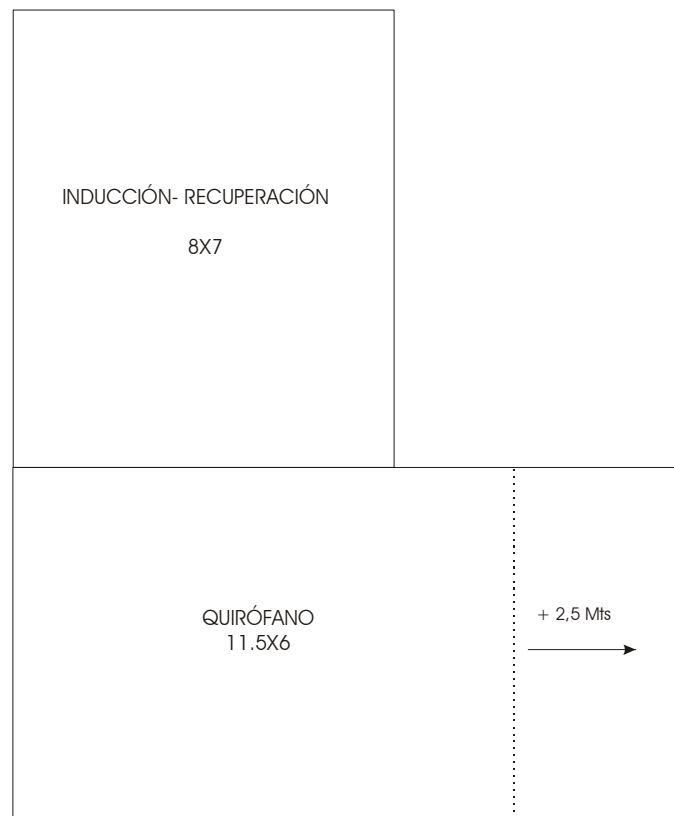 INDUCCIÓN- RECUPERACIÓN
8X7
QUIRÓFANO
11.5X6
+ 2,5 Mts